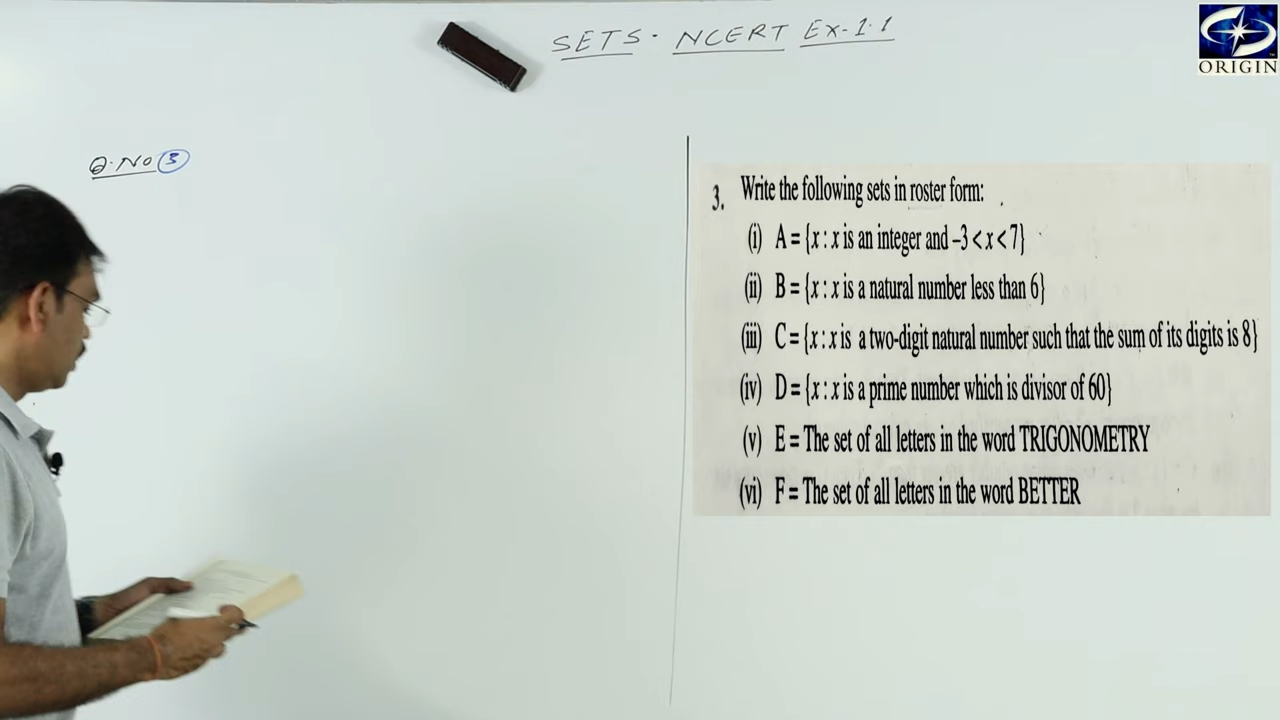 SETS. NCERT Ex-1.1
ORIGIN
Q.No 3
3. Write the following sets in roster form:
(i) A = {x : x is an integer and –3 < x < 7}
(ii) B = {x : x is a natural number less than 6}
(iii) C = {x : x is a two-digit natural number such that the sum of its digits is 8}
(iv) D = {x : x is a prime number which is divisor of 60}
(v) E = The set of all letters in the word TRIGONOMETRY
(vi) F = The set of all letters in the word BETTER